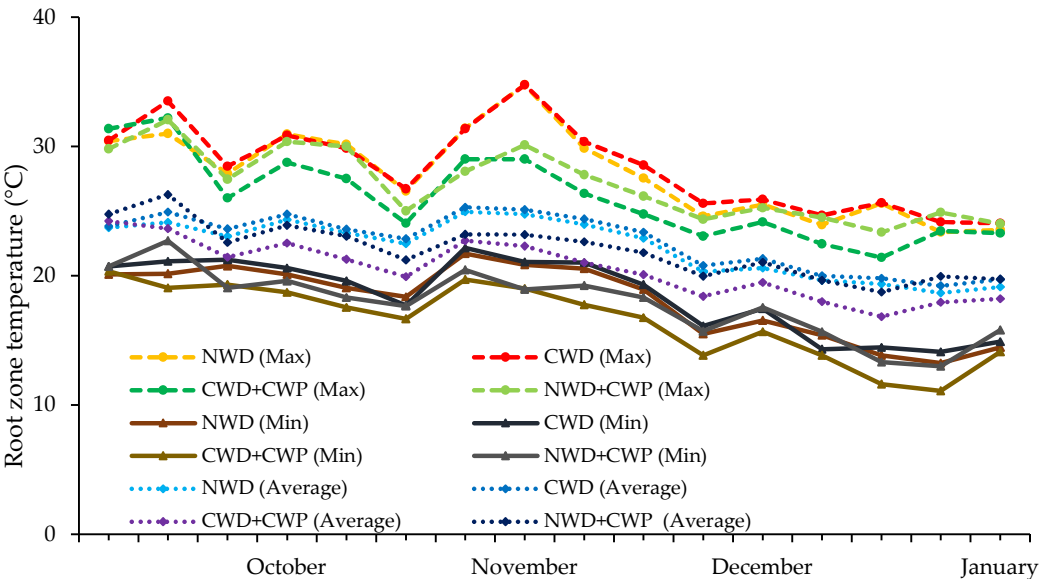 40
30
20
10
0
Root zone temperature (°C)
NWD (Max)
CWD (Max)
CWD+CWP (Max)
NWD+CWP (Max)
NWD (Min)
CWD (Min)
CWD+CWP (Min)
NWD+CWP (Min)
NWD (Average)
CWD (Average)
CWD+CWP (Average)
NWD+CWP (Average)
October
November
December
January